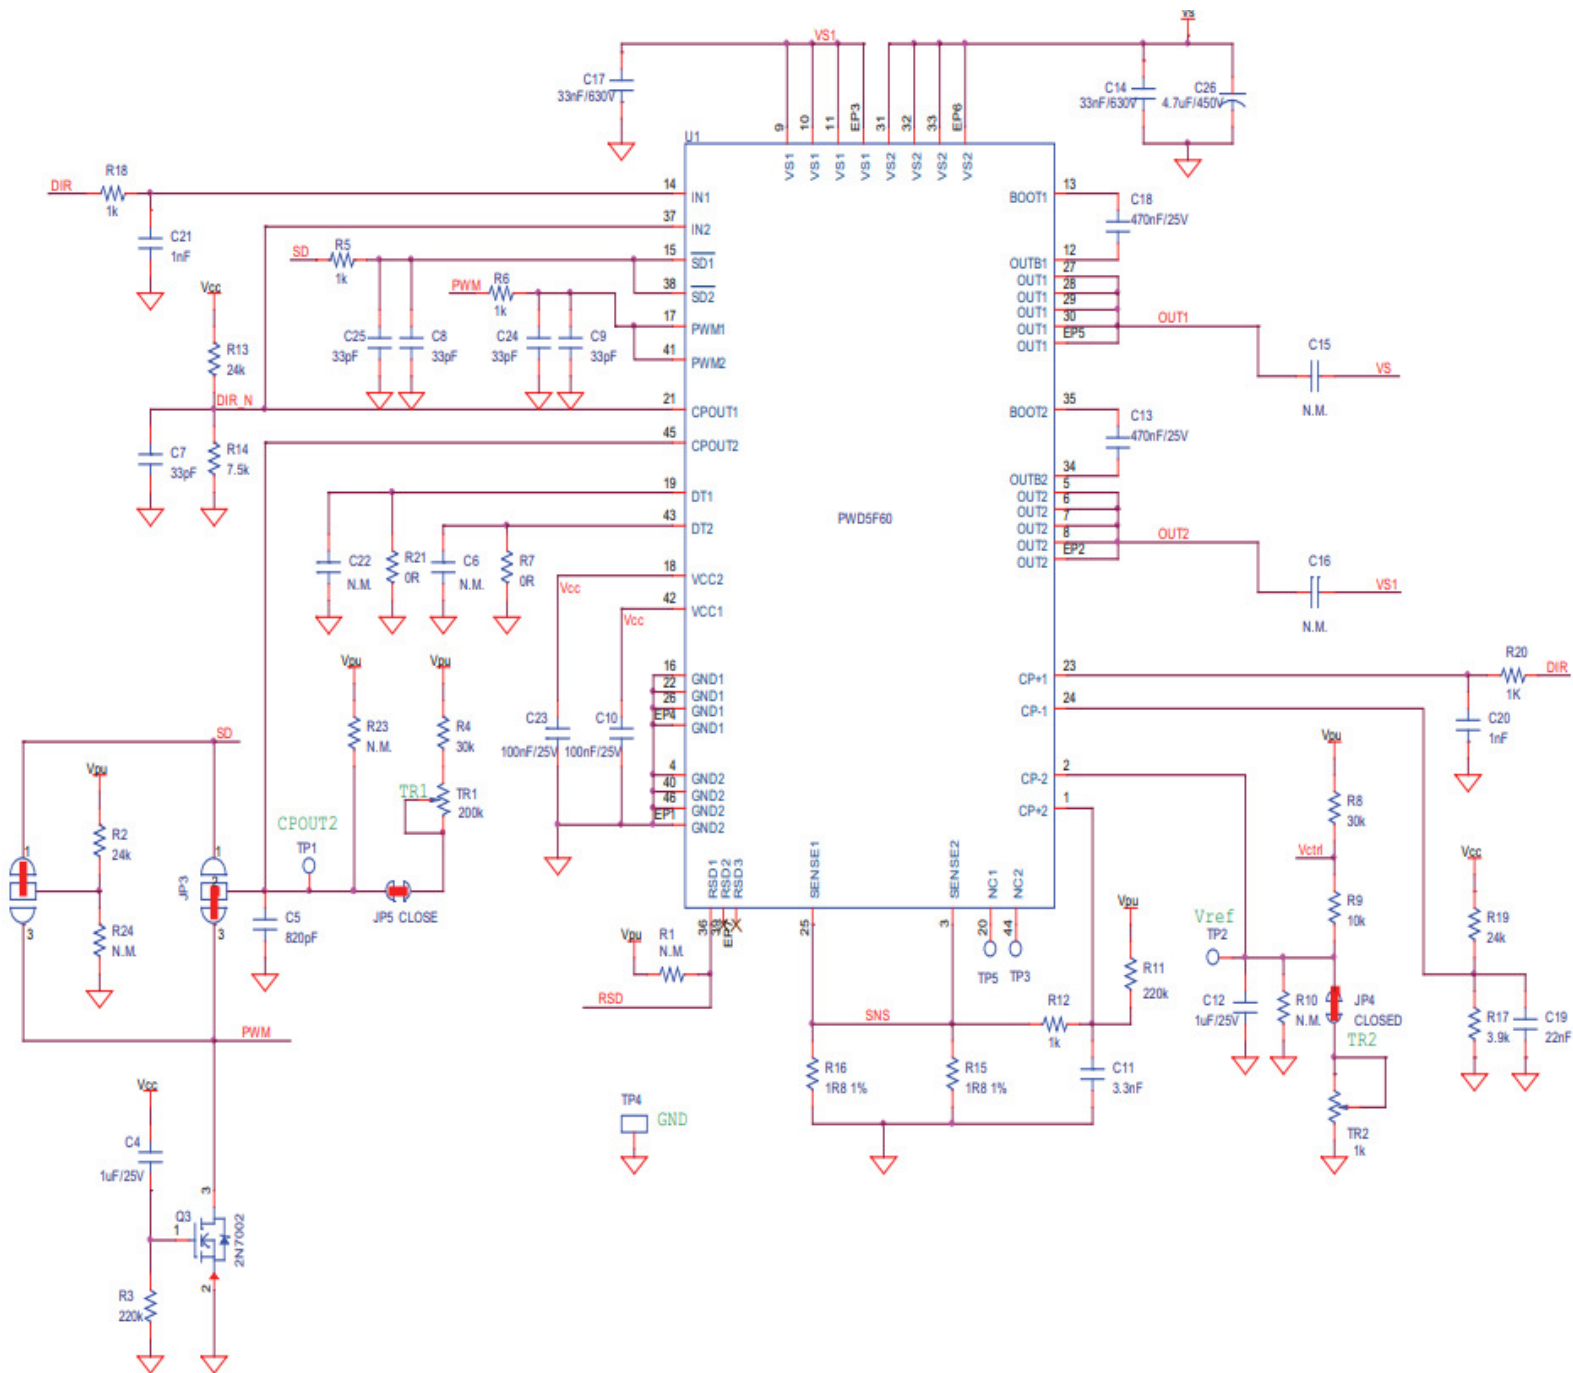 Vs
VS1
C17
33nF/630V
C14
33nF/630V
C26
4.7uF/450V
9
10
11
EP3
31
32
33
EP6
U1
VS1
VS1
VS1
VS1
VS2
VS2
VS2
VS2
DIR
R18
1k
C21
1nF
14
IN1
37
IN2
SD
R5
1k
15
SD1
38
SD2
PWM
R6
1k
17
PWM1
41
PWM2
C25
33pF
C8
33pF
C24
33pF
C9
33pF
Vcc
R13
24k
DIR_N
21
CPOUT1
45
CPOUT2
C7
33pF
R14
7.5k
19
DT1
43
DT2
C22
N.M.
R21
0R
C6
N.M.
R7
0R
18
VCC2
Vcc
42
VCC1
Vcc
16
GND1
22
GND1
26
GND1
EP4
GND1
4
GND2
40
GND2
46
GND2
EP1
GND2
C23
100nF/25V
C10
100nF/25V
PWD5F60
13
BOOT1
C18
470nF/25V
12
OUTB1
27
OUT1
28
OUT1
29
OUT1
30
OUT1
EP5
OUT1
OUT1
C15
N.M.
VS
35
BOOT2
C13
470nF/25V
34
OUTB2
5
OUT2
6
OUT2
7
OUT2
8
OUT2
EP2
OUT2
OUT2
C16
N.M.
VS1
23
CP+1
24
CP-1
2
CP-2
1
CP+2
R20
1K
DIR
C20
1nF
Vpu
R23
N.M.
Vpu
R4
30k
TR1
TR1
200k
SD
Vpu
R2
24k
R24
N.M.
1
3
JP3
1
2
3
CPOUT2
TP1
C5
820pF
JP5 CLOSE
PWM
Vcc
C4
1uF/25V
Q3
1
3
2
2N7002
R3
220k
RSD1
RSD2
RSD3
36
39
SENSE1
25
SENSE2
3
NC1
20
NC2
44
TP5
TP3
Vpu
R1
N.M.
RSD
SNS
R12
1k
Vpu
R11
220k
R16
1R8 1%
R15
1R8 1%
C11
3.3nF
TP4
GND
Vpu
R8
30k
Vctrl
R9
10k
Vref
TP2
C12
1uF/25V
R10
N.M.
JP4
CLOSED
TR2
TR2
1k
Vcc
R19
24k
R17
3.9k
C19
22nF